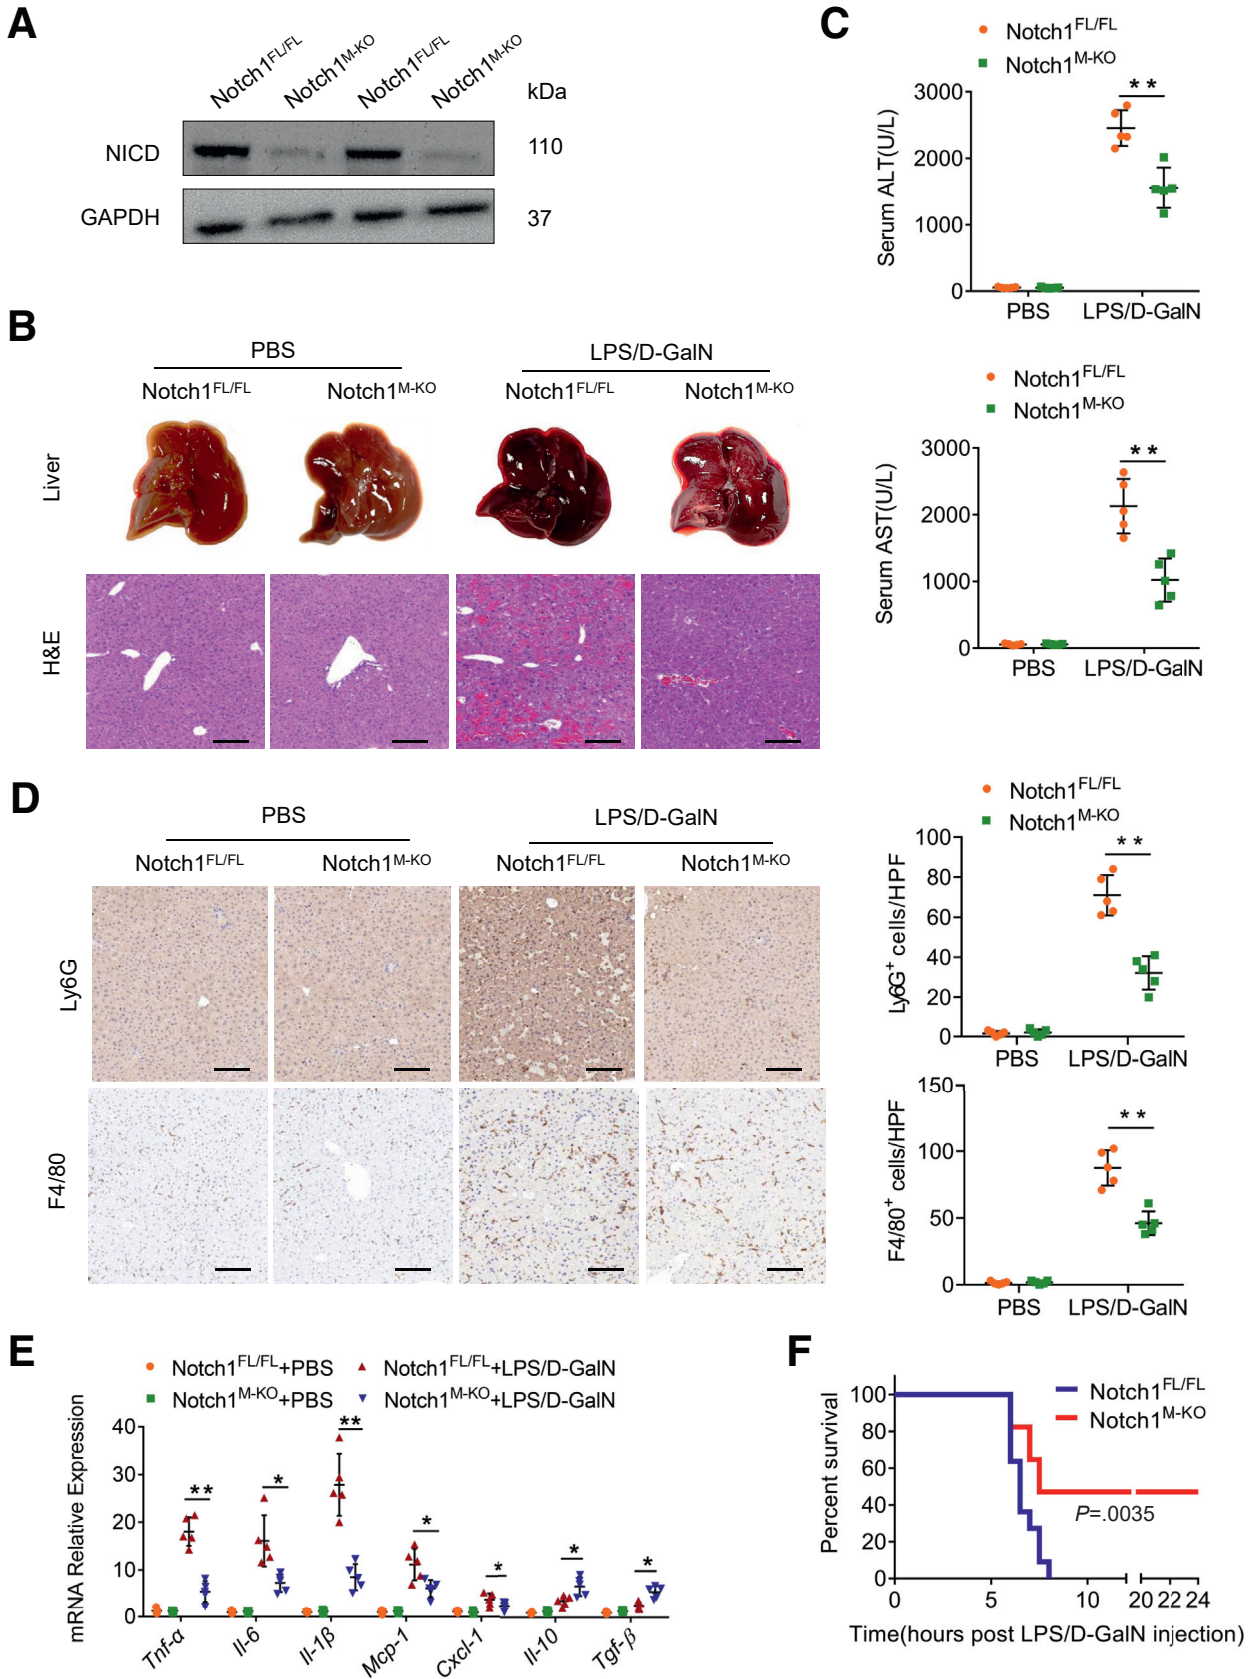 A
Notch1FL/FL
Notch1M-KO
Notch1FL/FL
Notch1M-KO
kDa
NICD
110
GAPDH
37
B
PBS
LPS/D-GalN
Notch1FL/FL
Notch1M-KO
Notch1FL/FL
Notch1M-KO
Liver
H&E
C
Notch1FL/FL
Notch1M-KO
**
3000
2000
1000
0
Serum ALT(U/L)
PBS
LPS/D-GalN
Notch1FL/FL
Notch1M-KO
**
3000
2000
1000
0
Serum AST(U/L)
PBS
LPS/D-GalN
D
PBS
LPS/D-GalN
Notch1FL/FL
Notch1M-KO
Notch1FL/FL
Notch1M-KO
Ly6G
F4/80
Notch1FL/FL
Notch1M-KO
**
100
80
60
40
20
0
Ly6G+ cells/HPF
PBS
LPS/D-GalN
**
150
100
50
0
F4/80+ cells/HPF
PBS
LPS/D-GalN
E
Notch1FL/FL+PBS
Notch1FL/FL+LPS/D-GalN
Notch1M-KO+PBS
Notch1M-KO+LPS/D-GalN
mRNA Relative Expression
40
30
20
10
0
**
*
**
*
*
*
*
Tnf-α
Il-6
Il-1β
Mcp-1
Cxcl-1
Il-10
Tgf-β
F
Notch1FL/FL
Notch1M-KO
Percent survival
100
80
60
40
20
0
P=.0035
0
5
10
20
22
24
Time(hours post LPS/D-GalN injection)